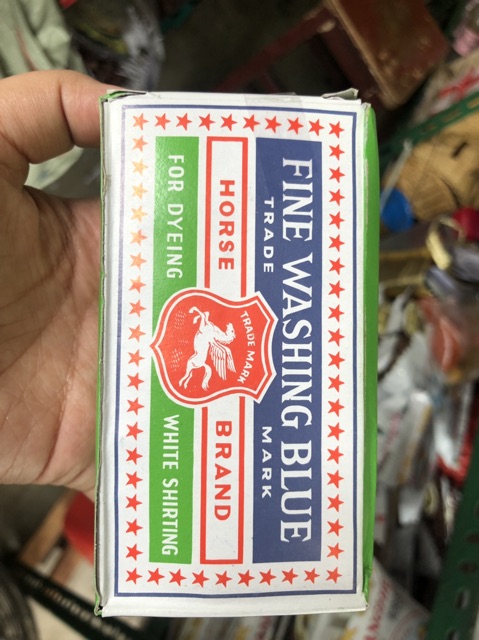 FINE WASHING BLUE
TRADE MARK
HORSE BRAND
TRADE MARK
FOR DYEING WHITE SHIRTING